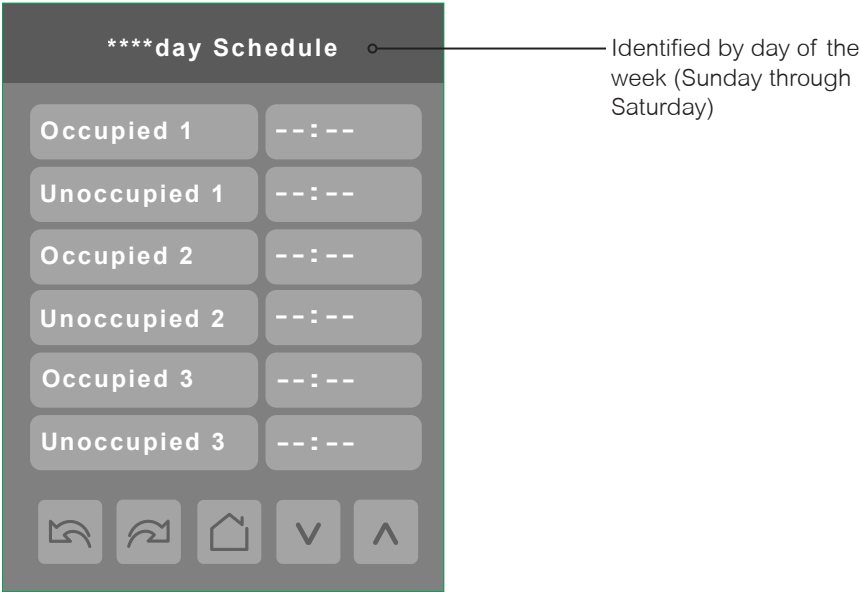 ****day Schedule
Identified by day of the
week (Sunday through
Saturday)
Occupied 1 --:--
Unoccupied 1 --:--
Occupied 2 --:--
Unoccupied 2 --:--
Occupied 3 --:--
Unoccupied 3 --:--